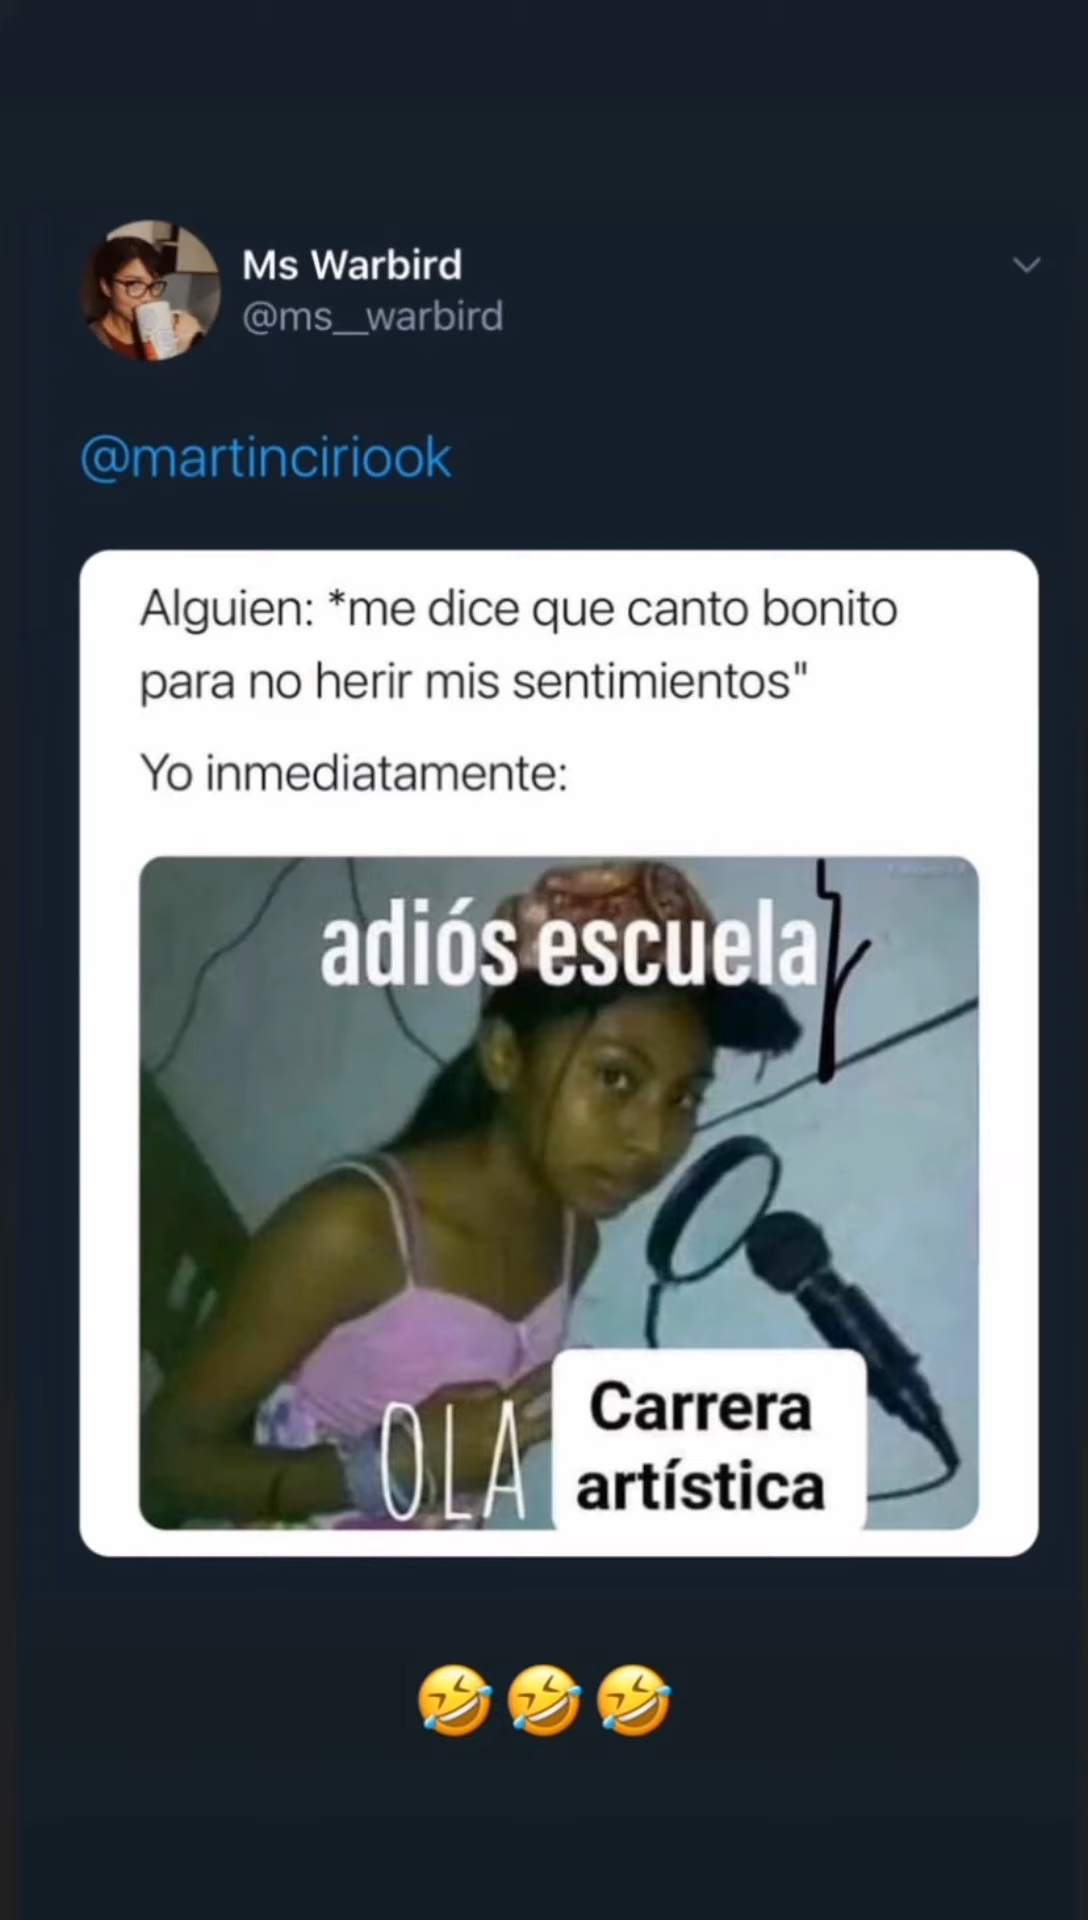 Ms Warbird
@ms__warbird
@martinciriook
Alguien: *me dice que canto bonito
para no herir mis sentimientos"
Yo inmediatamente:
adiós escuela
OLA
Carrera
artística